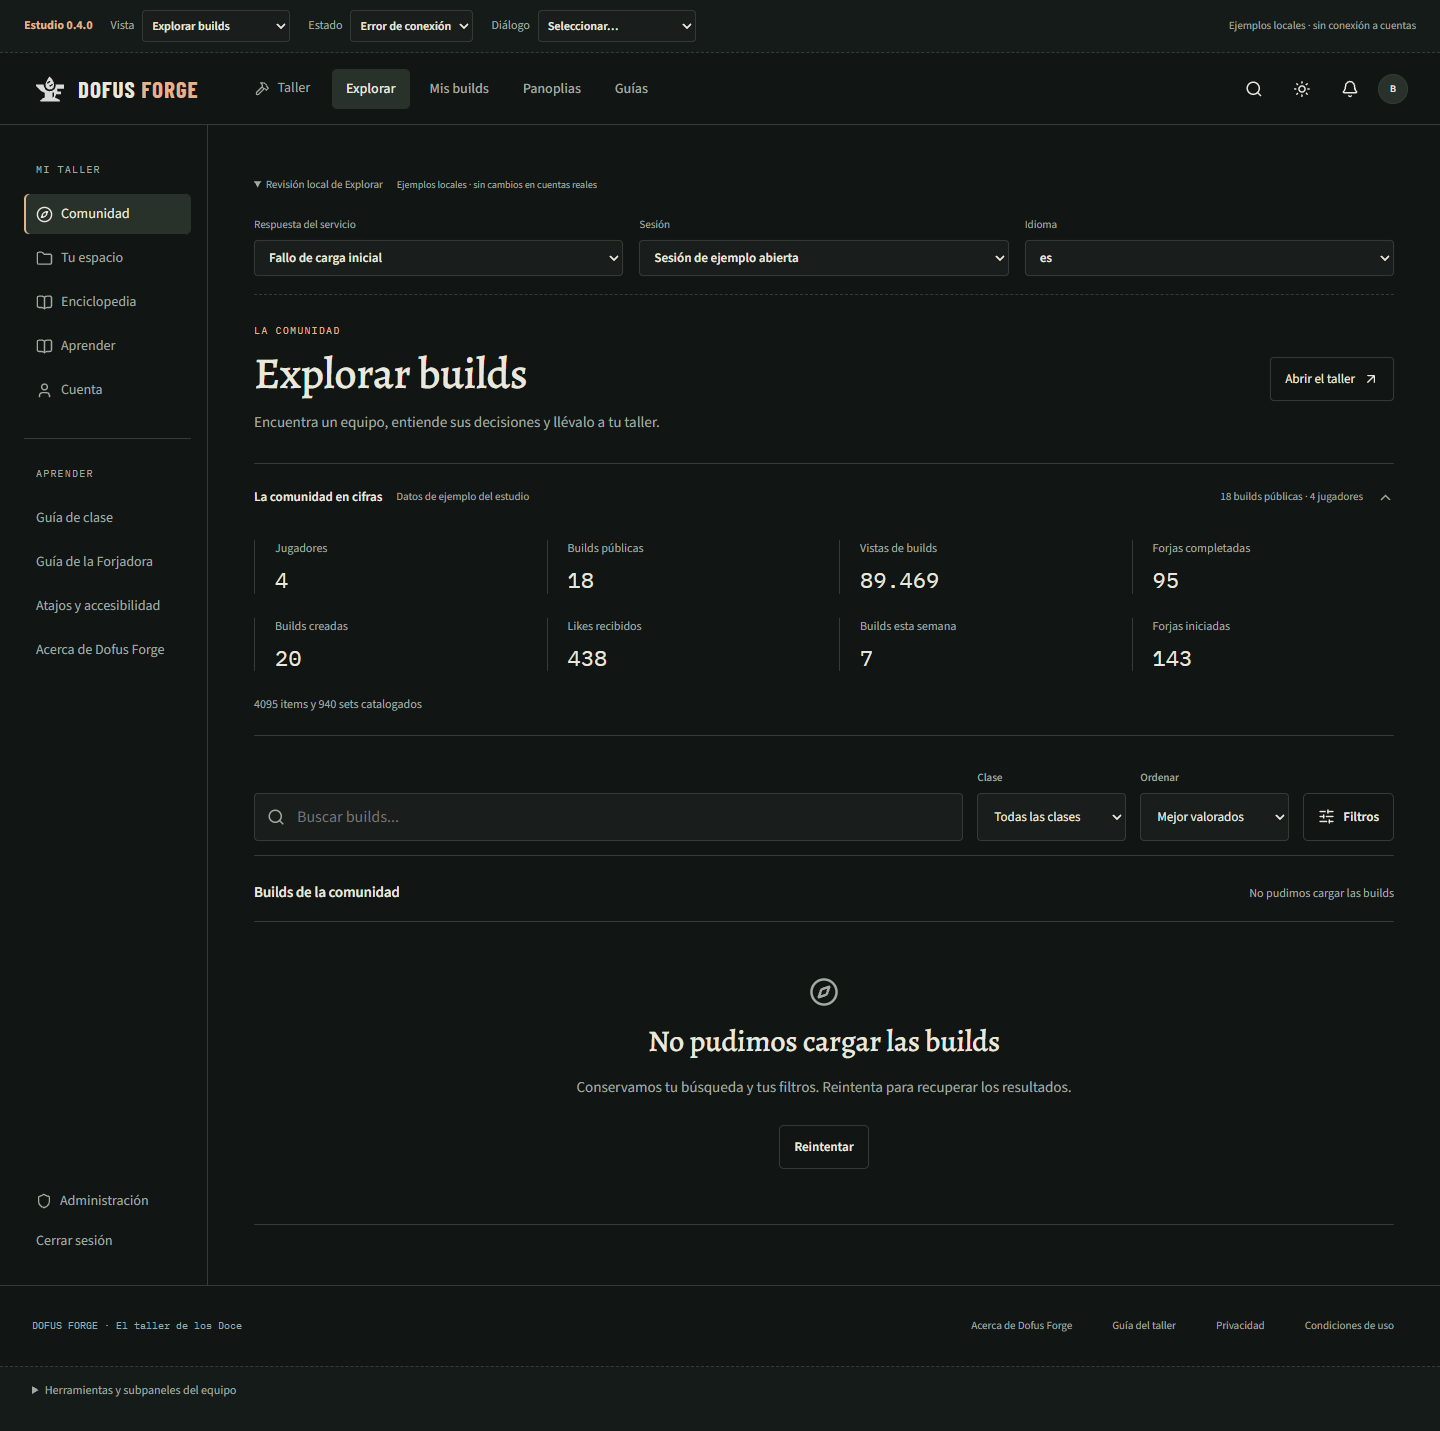 Estudio 0.4.0 Vista Explorar builds Estado Error de conexión Diálogo Seleccionar... Ejemplos locales · sin conexión a cuentas
DOFUS FORGE Taller Explorar Mis builds Panoplias Guías B
MI TALLER
Comunidad
Tu espacio
Enciclopedia
Aprender
Cuenta
APRENDER
Guía de clase
Guía de la Forjadora
Atajos y accesibilidad
Acerca de Dofus Forge
Administración
Cerrar sesión
Revisión local de Explorar Ejemplos locales · sin cambios en cuentas reales
Respuesta del servicio Sesión Idioma
Fallo de carga inicial Sesión de ejemplo abierta es
LA COMUNIDAD
Explorar builds
Abrir el taller
Encuentra un equipo, entiende sus decisiones y llévalo a tu taller.
La comunidad en cifras Datos de ejemplo del estudio 18 builds públicas · 4 jugadores
Jugadores Builds públicas Vistas de builds Forjas completadas
4 18 89.469 95
Builds creadas Likes recibidos Builds esta semana Forjas iniciadas
20 438 7 143
4095 items y 940 sets catalogados
Clase Ordenar
Buscar builds... Todas las clases Mejor valorados Filtros
Builds de la comunidad No pudimos cargar las builds
No pudimos cargar las builds
Conservamos tu búsqueda y tus filtros. Reintenta para recuperar los resultados.
Reintentar
DOFUS FORGE · El taller de los Doce Acerca de Dofus Forge Guía del taller Privacidad Condiciones de uso
Herramientas y subpaneles del equipo